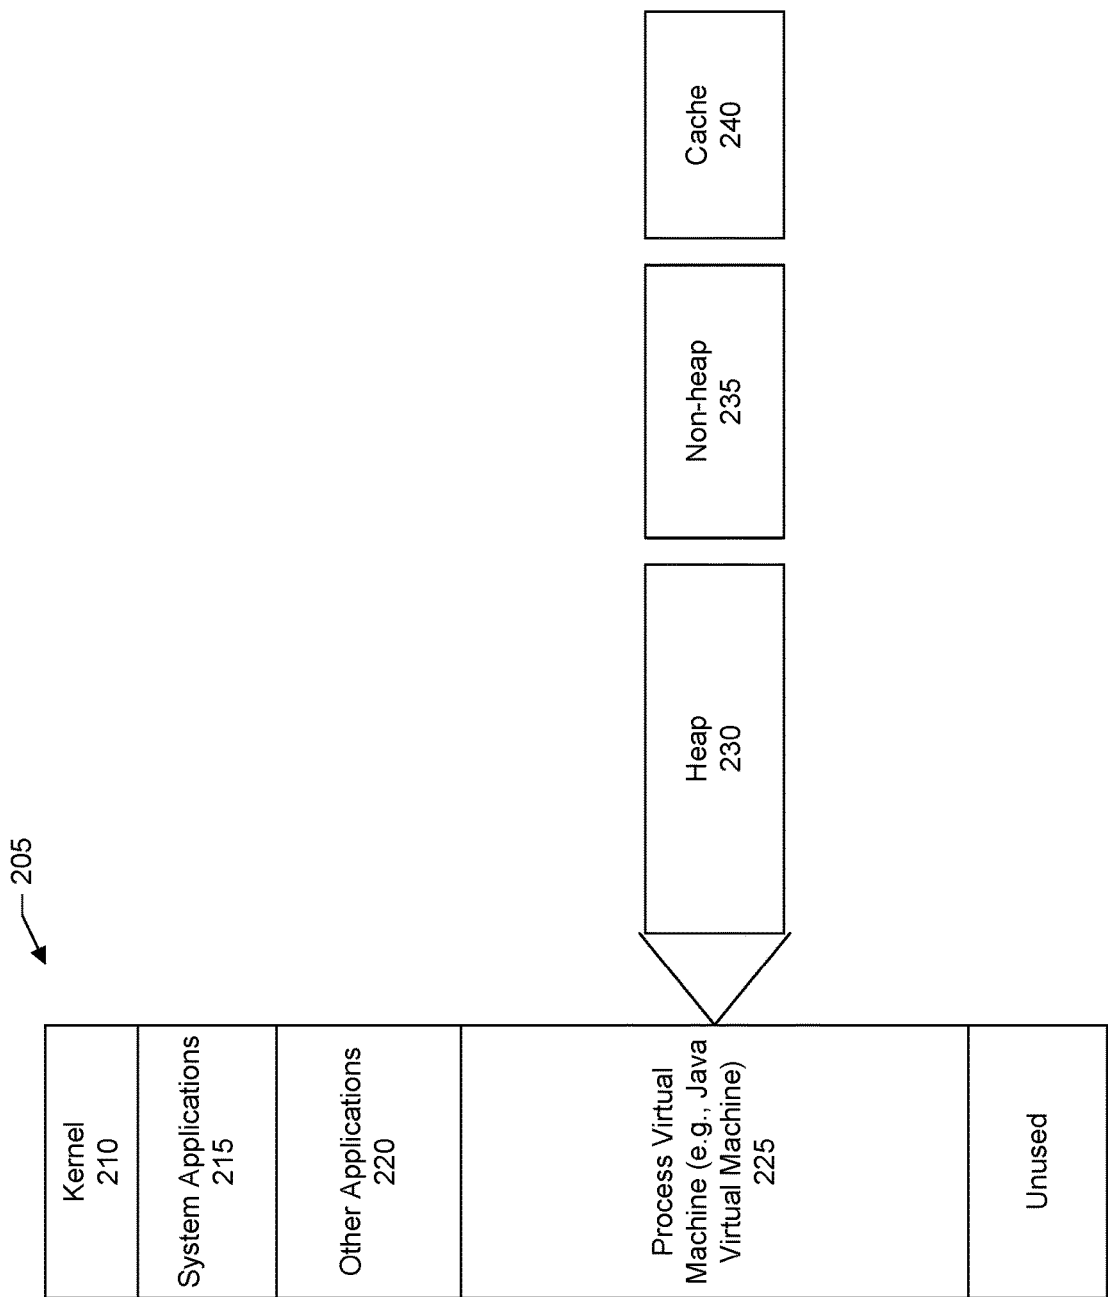 205
Kernel
210
System Applications
215
Other Applications
220
Process Virtual
Machine (e.g., Java
Virtual Machine)
225
Unused
Heap
230
Non-heap
235
Cache
240